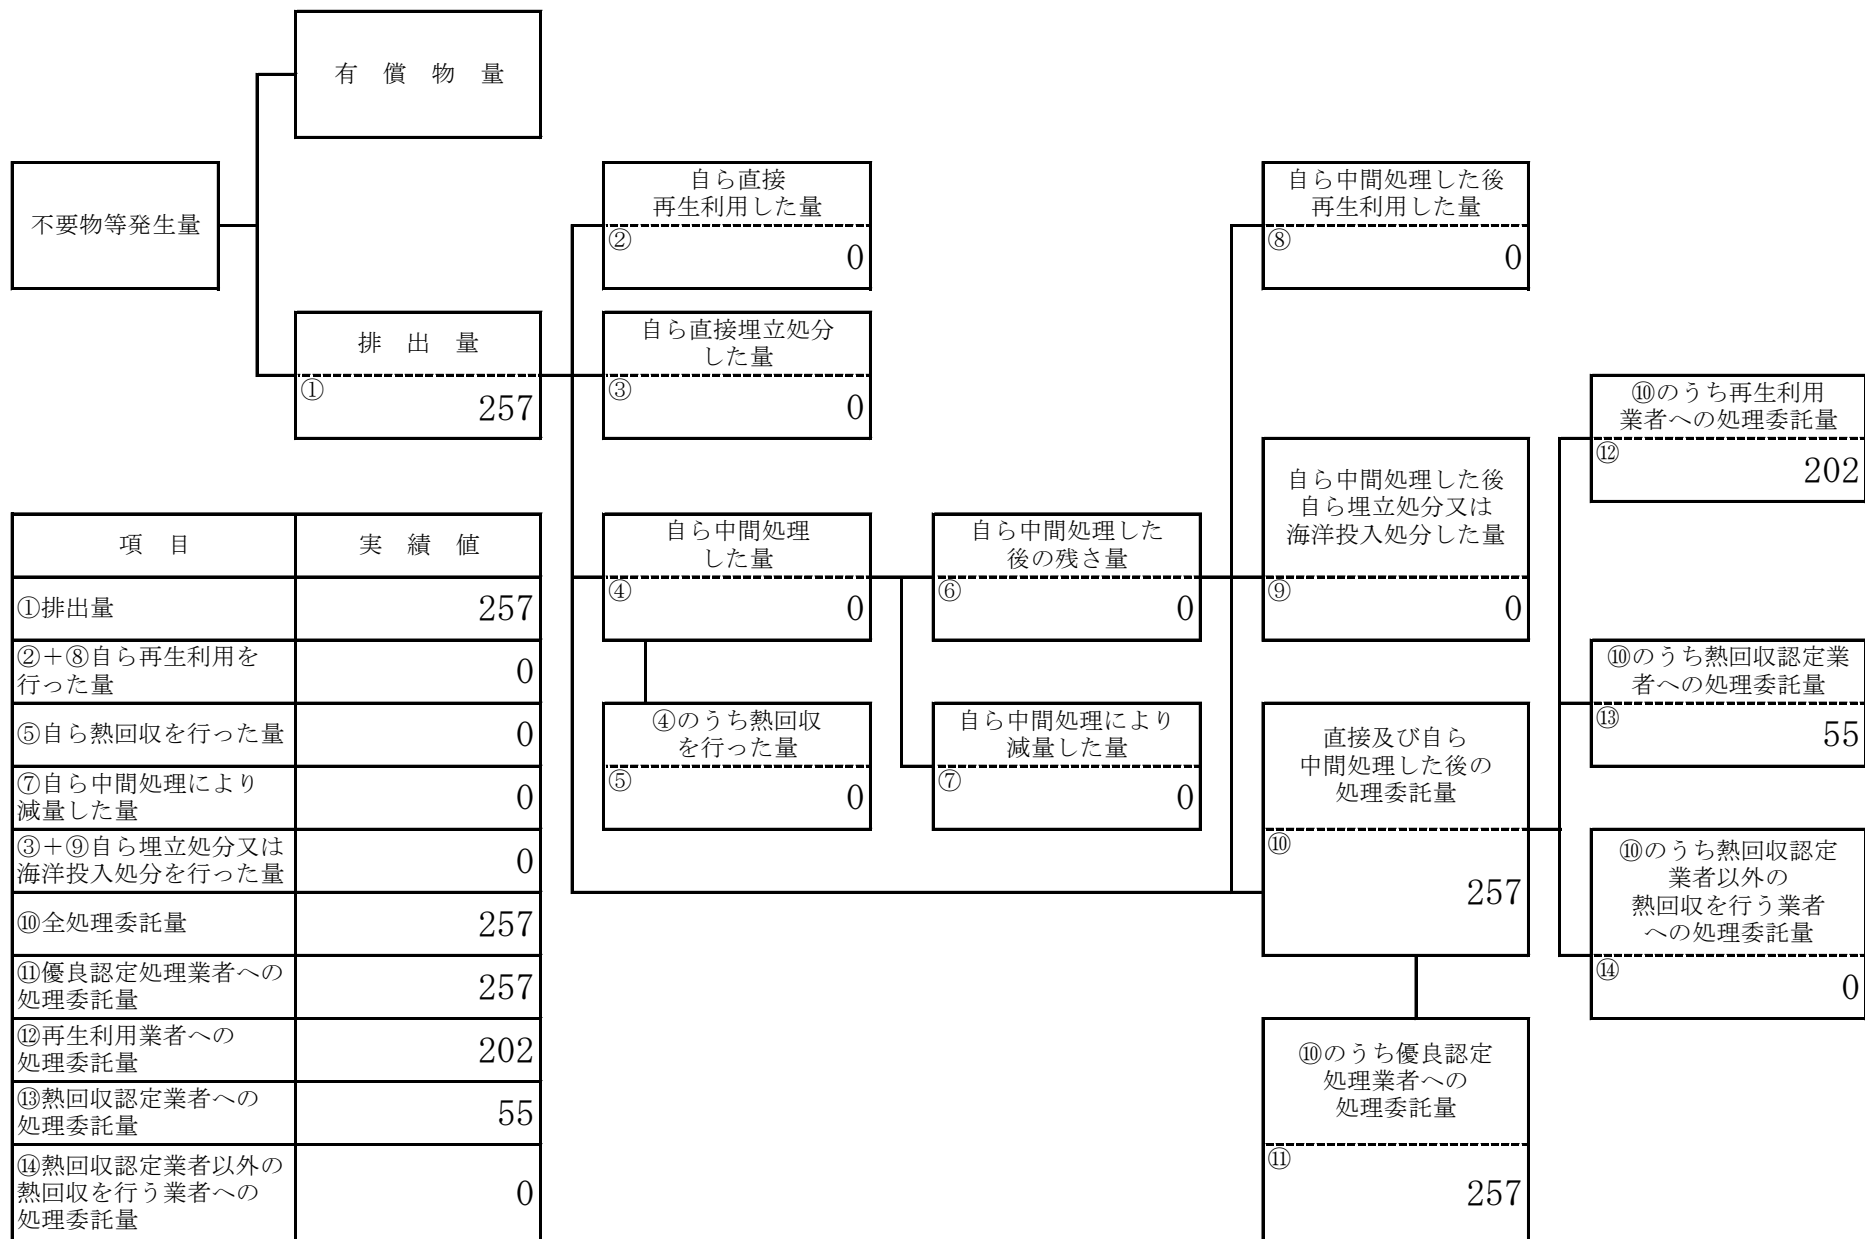 有 償 物 量
不要物等発生量
排 出 量
①
257
自ら直接
再生利用した量
②
0
自ら直接埋立処分
した量
③
0
自ら中間処理
した量
④
0
④のうち熱回収
を行った量
⑤
0
自ら中間処理した
後の残さ量
⑥
0
自ら中間処理により
減量した量
⑦
0
自ら中間処理した後
再生利用した量
⑧
0
自ら中間処理した後
自ら埋立処分又は
海洋投入処分した量
⑨
0
直接及び自ら
中間処理した後の
処理委託量
⑩
257
⑩のうち優良認定
処理業者への
処理委託量
⑪
257
⑩のうち再生利用
業者への処理委託量
⑫
202
⑩のうち熱回収認定業
者への処理委託量
⑬
55
⑩のうち熱回収認定
業者以外の
熱回収を行う業者
への処理委託量
⑭
0
項 目 実 績 値
①排出量 257
②+⑧自ら再生利用を
行った量 0
⑤自ら熱回収を行った量 0
⑦自ら中間処理により
減量した量 0
③+⑨自ら埋立処分又は
海洋投入処分を行った量 0
⑩全処理委託量 257
⑪優良認定処理業者への
処理委託量 257
⑫再生利用業者への
処理委託量 202
⑬熱回収認定業者への
処理委託量 55
⑭熱回収認定業者以外の
熱回収を行う業者への
処理委託量 0